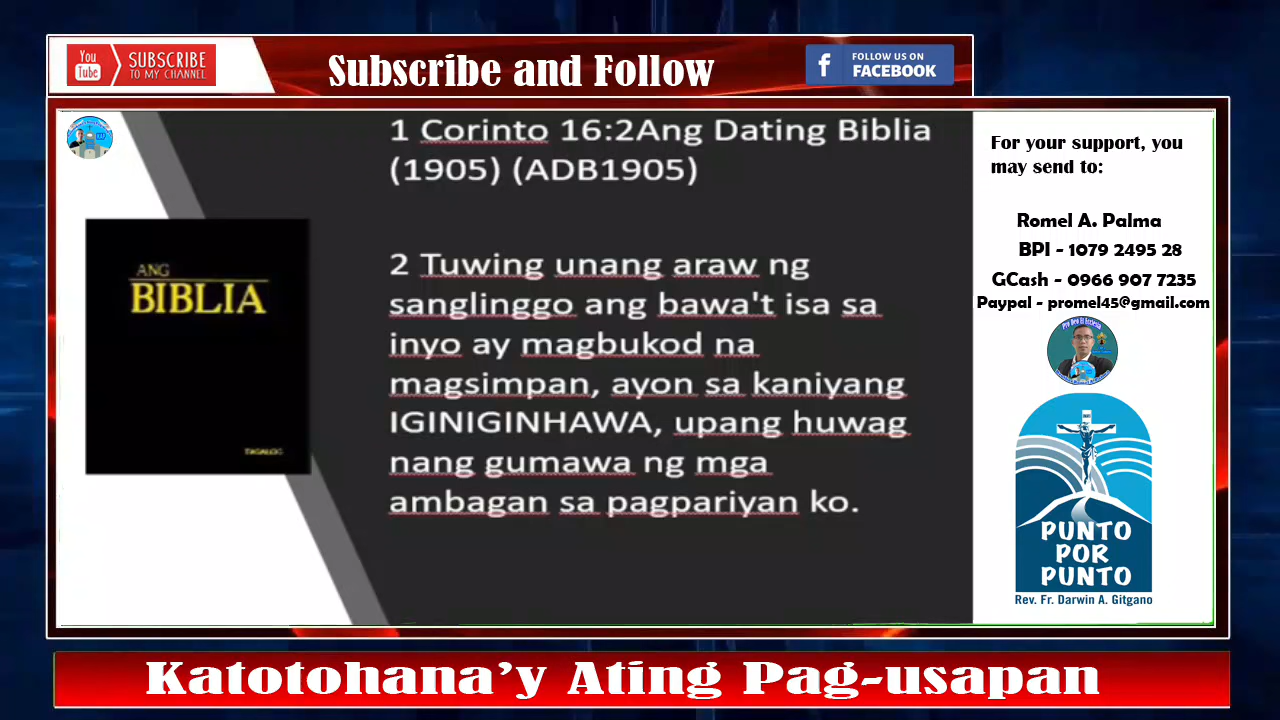 You
Tube
SUBSCRIBE
TO MY CHANNEL
Subscribe and Follow
f
FOLLOW US ON
FACEBOOK
1 Corinto 16:2Ang Dating Biblia
(1905) (ADB1905)
2 Tuwing unang araw ng
sanglinggo ang bawa't isa sa
inyo ay magbukod na
magsimpan, ayon sa kaniyang
IGINIGINHAWA, upang huwag
nang gumawa ng mga
ambagan sa pagpariyan ko.
ANG
BIBLIA
TAGALOG
For your support, you
may send to:
Romel A. Palma
BPI - 1079 2495 28
GCash - 0966 907 7235
Paypal - promel45@gmail.com
PUNTO
POR
PUNTO
Rev. Fr. Darwin A. Gitgano
Katotohana’y Ating Pag-usapan